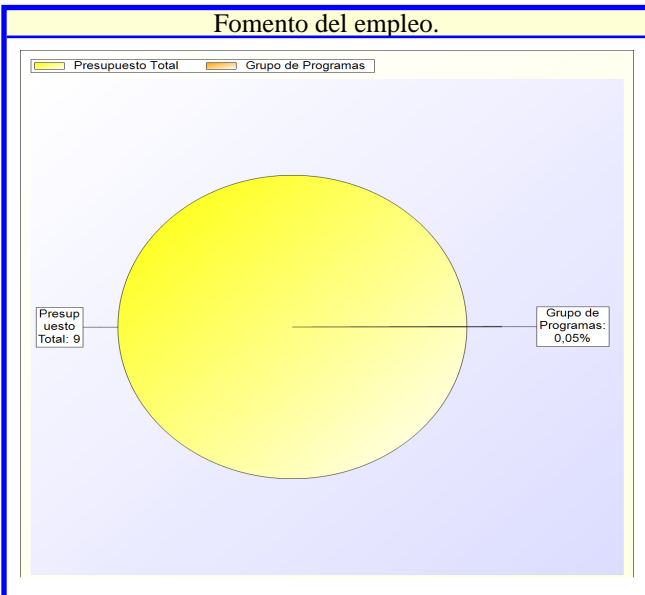 Fomento del empleo.
Presupuesto Total Grupo de Programas
Presup
uesto
Total: 9
Grupo de
Programas:
0,05%